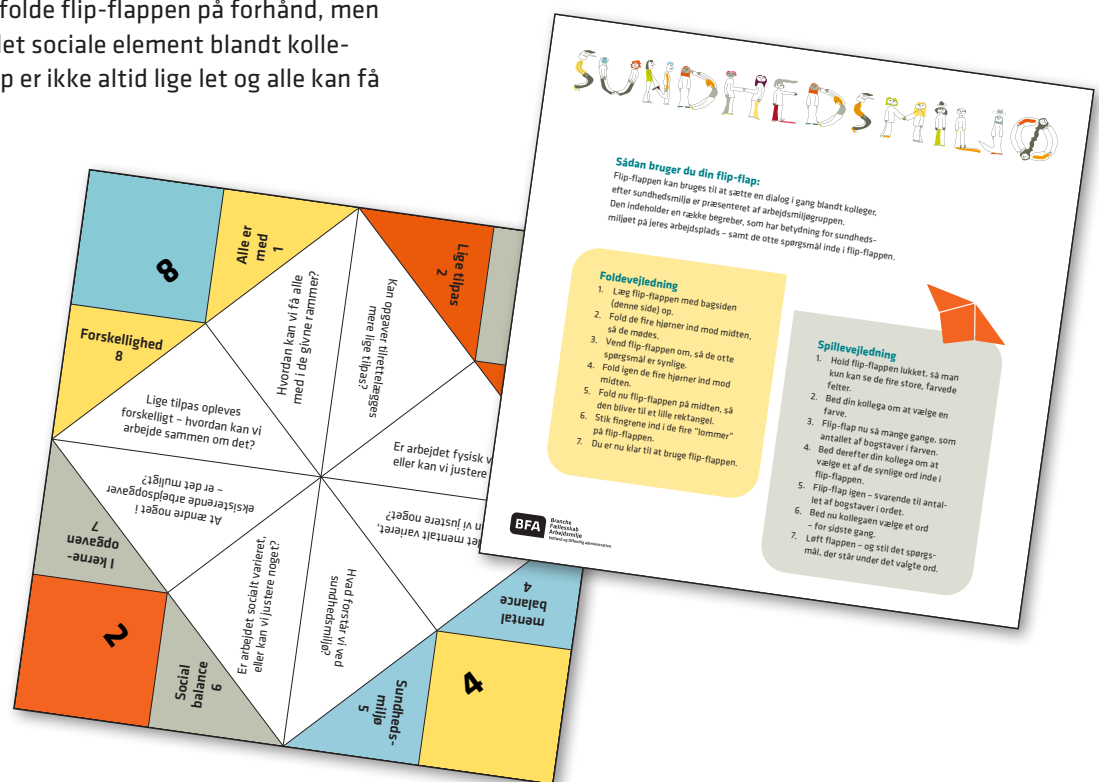 folde flip-flappen på forhånd, men
let sociale element blandt kolle-
p er ikke altid lige let og alle kan få
SUNDHEDSMILJØ
Sådan bruger du din flip-flap:
Flip-flappen kan bruges til at sætte en dialog i gang blandt kolleger,
efter sundhedsmiljø er præsenteret af arbejdsmiljøgruppen.
Den indeholder en række begreber, som har betydning for sundheds-
miljøet på jeres arbejdsplads – samt de otte spørgsmål inde i flip-flappen.
Foldevejledning
1. Læg flip-flappen med bagsiden
(denne side) op.
2. Fold de fire hjørner ind mod midten,
så de mødes.
3. Vend flip-flappen om, så de otte
spørgsmål er synlige.
4. Fold igen de fire hjørner ind mod
midten.
5. Fold nu flip-flappen på midten, så
den bliver til et lille rektangel.
6. Stik fingrene ind i de fire "lommer"
på flip-flappen.
7. Du er nu klar til at bruge flip-flappen.
Spillevejledning
1. Hold flip-flappen lukket, så man
kun kan se de fire store, farvede
felter.
2. Bed din kollega om at vælge en
farve.
3. Flip-flap nu så mange gange, som
antallet af bogstaver i farven.
4. Bed derefter din kollega om at
vælge et af de synlige ord inde i
flip-flappen.
5. Flip-flap igen – svarende til antal-
let af bogstaver i ordet.
6. Bed nu kollegaen vælge et ord
– for sidste gang.
7. Løft flappen – og stil det spørgs-
mål, der står under det valgte ord.
BFA
Branche
Fællesskab
Arbejdsmiljø
Velfærd og Offentlig administration
8
Alle er
med
1
Lige tilpas
2
Hvordan kan vi få alle
med i de givne rammer?
Kan opgaver tilrettelægges
mere lige tilpas?
Forskellighed
8
Lige tilpas opleves
forskelligt – hvordan kan vi
arbejde sammen om det?
Er arbejdet fysisk v
eller kan vi justere
At ændre noget i
eksisterende arbejdsopgaver
– er det muligt?
I kerne-
opgaven
7
det mentalt varieret,
n vi justere noget?
mental
balance
4
2
Social
balance
6
Er arbejdet socialt varieret,
eller kan vi justere noget?
Hvad forstår vi ved
sundhedsmiljø?
Sundheds-
miljø
5
4